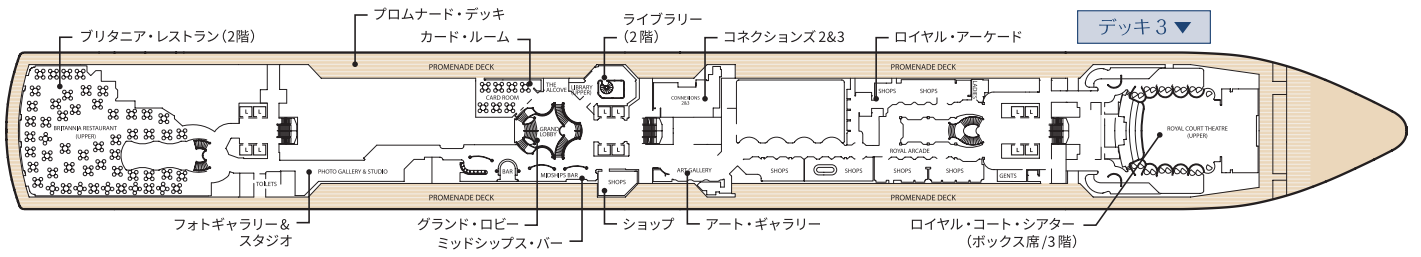 プロムナード・デッキ
ライブラリー
(2階)
デッキ 3 ▼
ブリタニア・レストラン(2階)
カード・ルーム
コネクションズ 2&3
ロイヤル・アーケード
PROMENADE DECK
PROMENADE DECK
PROMENADE DECK
CARD ROOM
THE
ALCOVE
LIBRARY
(UPPER)
CONNEXIONS
2&3
SHOPS
SHOPS
LADIES
BRITANNIA RESTAURANT
(UPPER)
GRAND
LOBBY
ROYAL COURT THEATRE
(UPPER)
L L
L L
L L
L L
L L
L L
ROYAL ARCADE
PHOTO GALLERY & STUDIO
BAR
MIDSHIPS BAR
SHOPS
ART GALLERY
SHOPS
SHOPS
SHOPS
SHOPS
GENTS
TOILETS
PROMENADE DECK
PROMENADE DECK
フォトギャラリー&
スタジオ
グランド・ロビー
ミッドシップス・バー
ショップ
アート・ギャラリー
ロイヤル・コート・シアター
(ボックス席/3階)